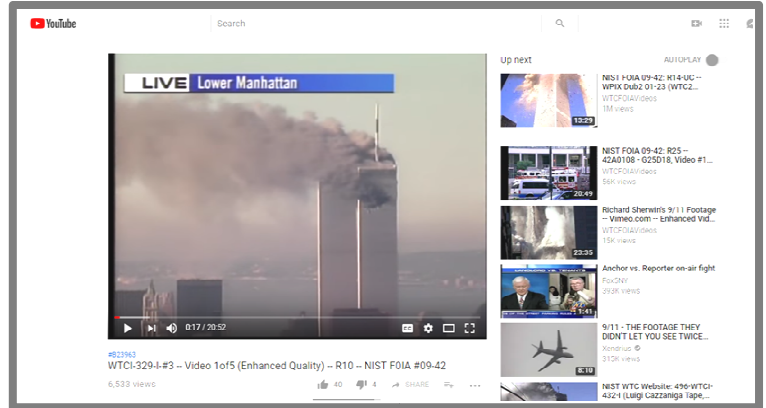 YouTube
Search
LIVE Lower Manhattan
0:17 / 20:52
#B23963
WTCI-329-I-#3 -- Video 1of5 (Enhanced Quality) -- R10 -- NIST F0IA #09-42
6,533 views
40
4
SHARE
Up next
AUTOPLAY
NIST FOIA 09-42: R14-UC --
WPIX Dub2 01-23 (WTC2...
WTCFOIAVideos
1M views
13:29
NIST FOIA 09-42: R25 --
42A0108 - G25D18, Video #1...
WTCFOIAVideos
56K views
20:49
Richard Sherwin's 9/11 Footage
-- Vimeo.com -- Enhanced Vid...
WTCFOIAVideos
15K views
23:35
Anchor vs. Reporter on-air fight
FoxSNY
393K views
1:41
9/11 - THE FOOTAGE THEY
DIDN'T LET YOU SEE TWICE...
Xenarius
315K views
8:10
NIST WTC Website: 496-WTCI-
432-I (Luigi Cazzaniga Tape,...